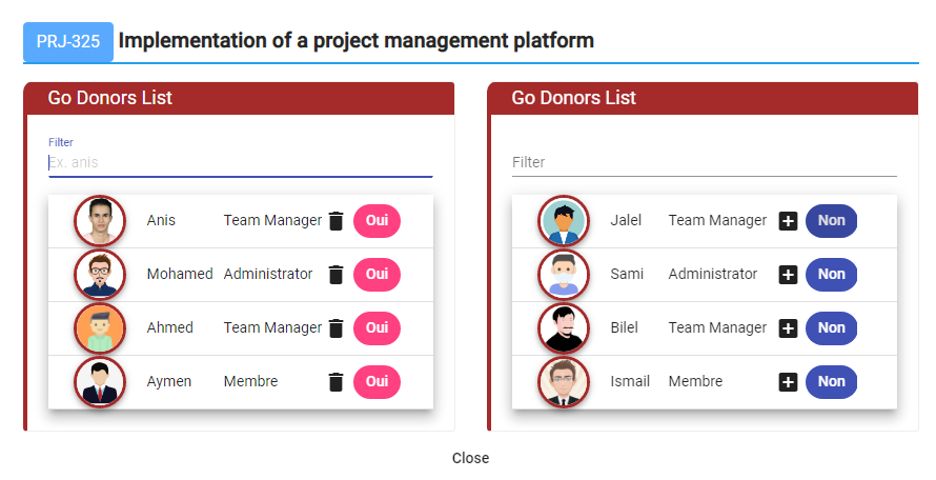 PRJ-325 Implementation of a project management platform
Go Donors List
Filter
Ex. anis
Anis Team Manager Oui
Mohamed Administrator Oui
Ahmed Team Manager Oui
Aymen Membre Oui
Go Donors List
Filter
Jalel Team Manager Non
Sami Administrator Non
Bilel Team Manager Non
Ismail Membre Non
Close